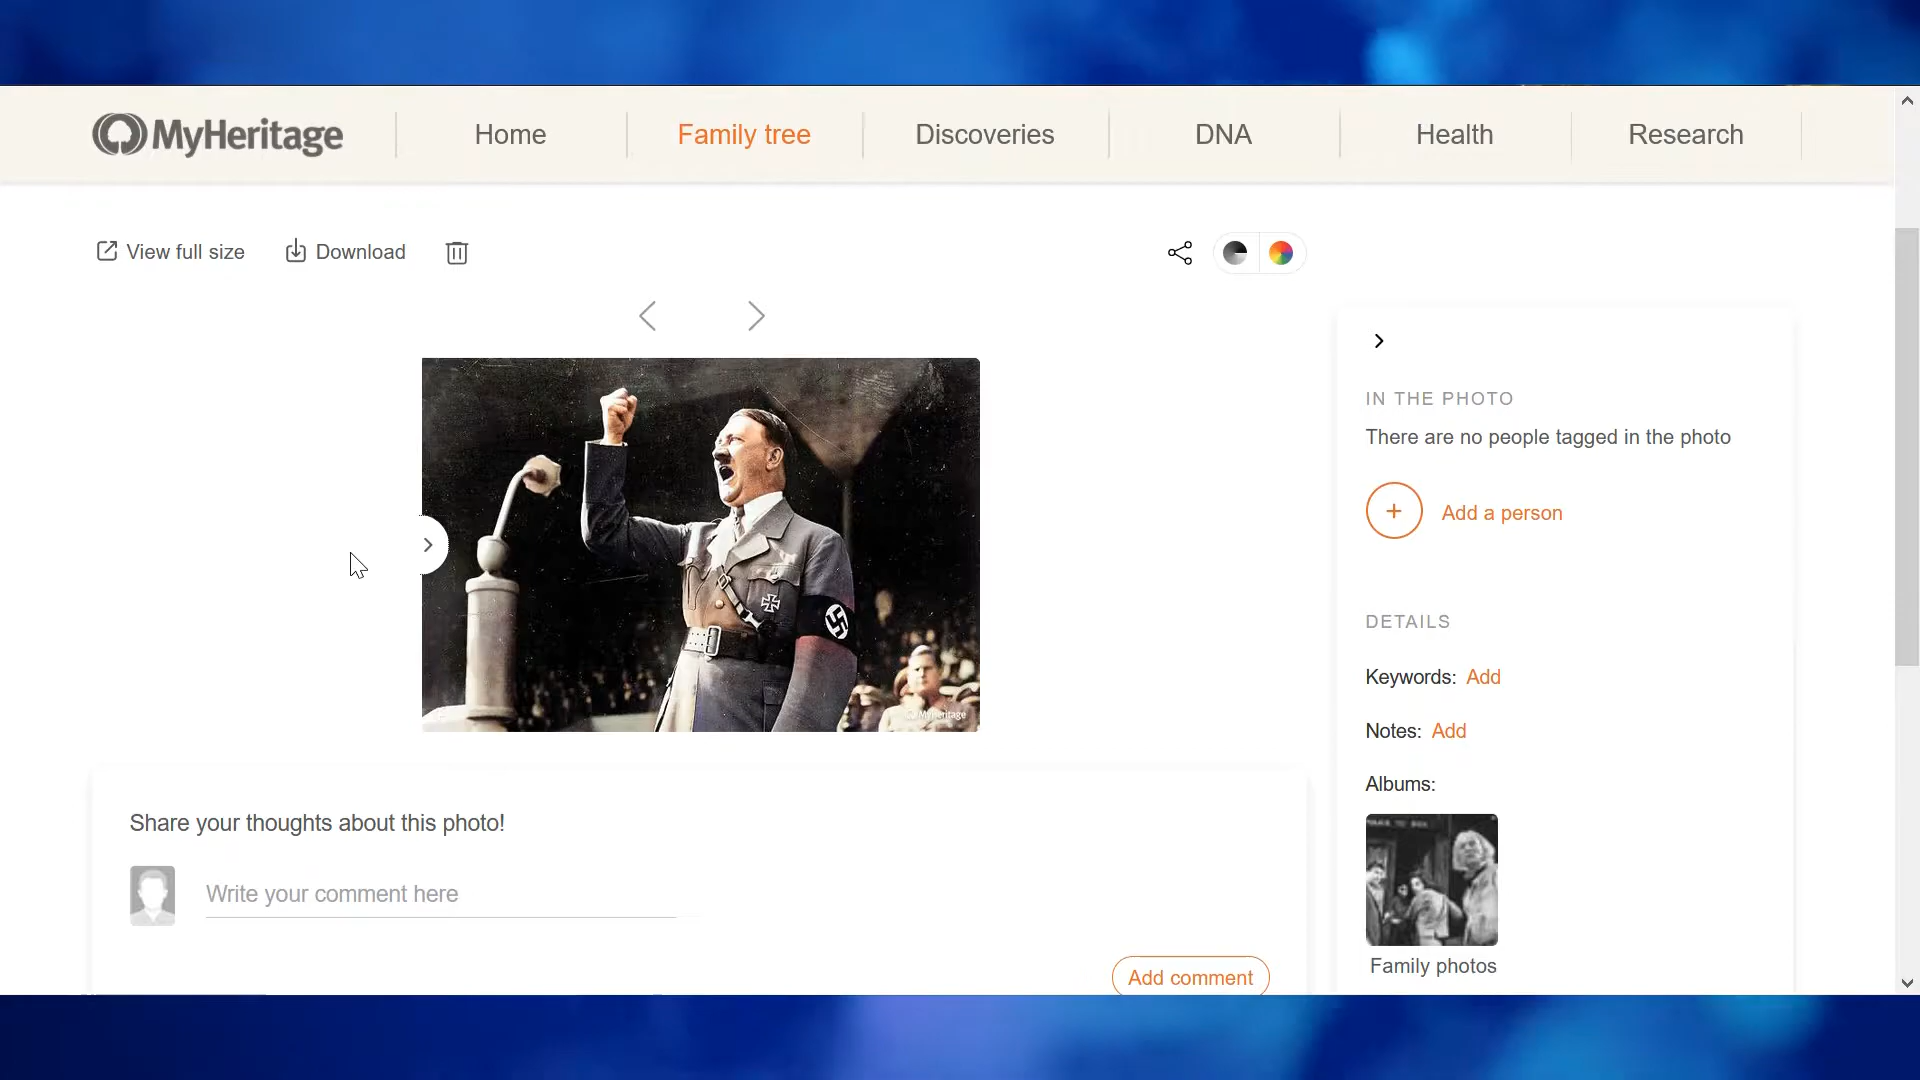 MyHeritage
Home
Family tree
Discoveries
DNA
Health
Research
View full size
Download
IN THE PHOTO
There are no people tagged in the photo
Add a person
MyHeritage
DETAILS
Keywords: Add
Notes: Add
Albums:
Family photos
Share your thoughts about this photo!
Write your comment here
Add comment